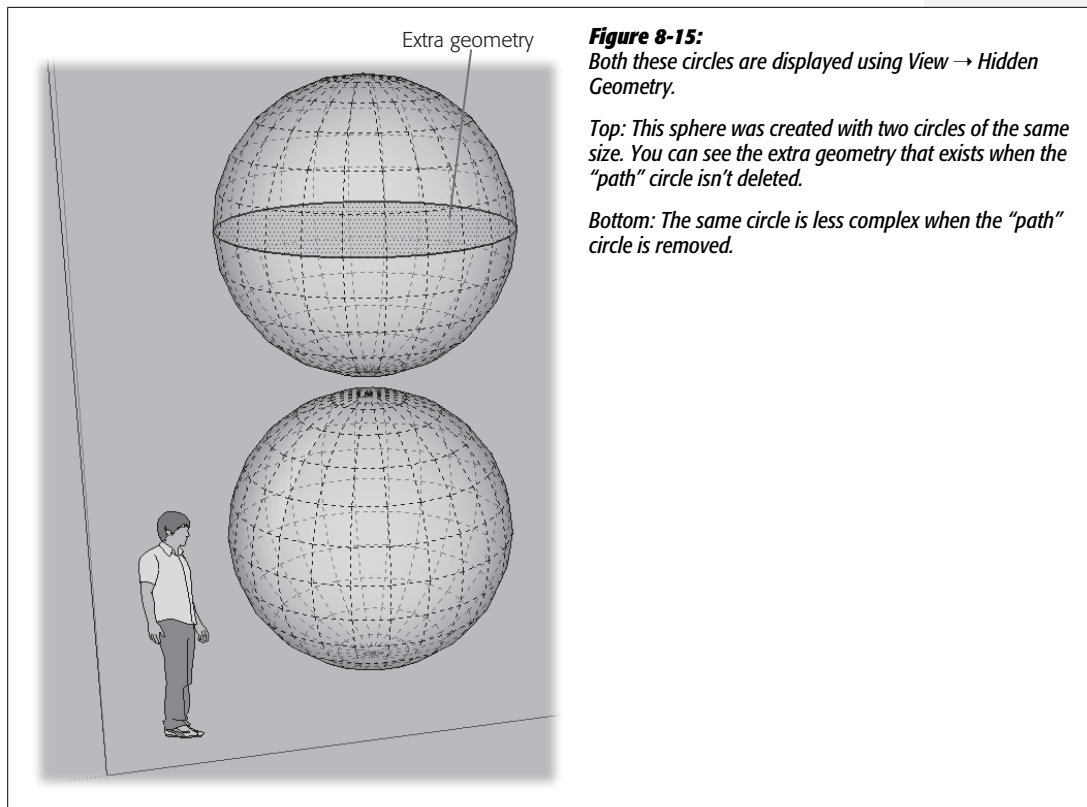 Extra geometry
Figure 8-15:
Both these circles are displayed using View → Hidden
Geometry.
Top: This sphere was created with two circles of the same
size. You can see the extra geometry that exists when the
“path” circle isn’t deleted.
Bottom: The same circle is less complex when the “path”
circle is removed.